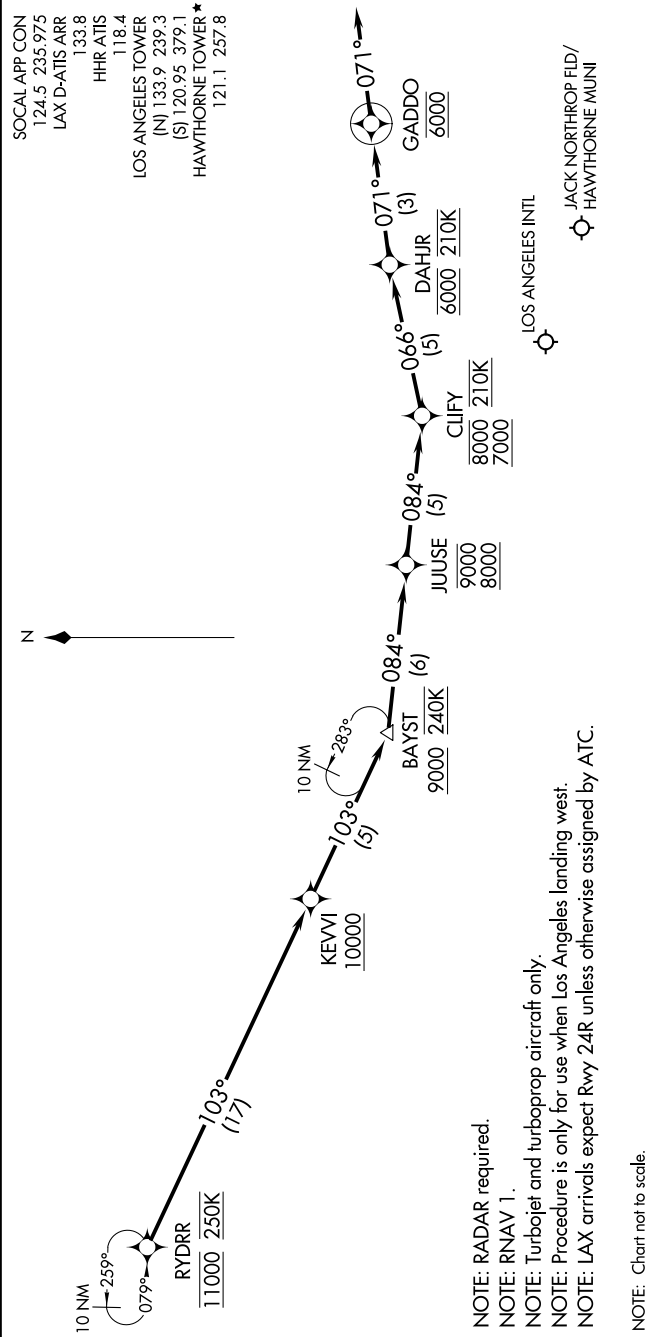 SOCAL APP CON
124.5 235.975
LAX D-ATIS ARR
133.8
HHR ATIS
118.4
LOS ANGELES TOWER
(N) 133.9 239.3
(S) 120.95 379.1
HAWTHORNE TOWER★
121.1 257.8
N
10 NM
259°
079°
RYDRR
11000 250K
103°
(17)
KEVVI
10000
103°
(5)
10 NM
283°
BAYST
9000 240K
084°
(6)
JUUSE
9000
8000
084°
(5)
CLIFY
8000 210K
7000
066°
(5)
DAHJR
6000 210K
071°
(3)
GADDO
6000
071°
LOS ANGELES INTL
JACK NORTHROP FLD/
HAWTHORNE MUNI
NOTE: RADAR required.
NOTE: RNAV 1.
NOTE: Turbojet and turboprop aircraft only.
NOTE: Procedure is only for use when Los Angeles landing west.
NOTE: LAX arrivals expect Rwy 24R unless otherwise assigned by ATC.
NOTE: Chart not to scale.